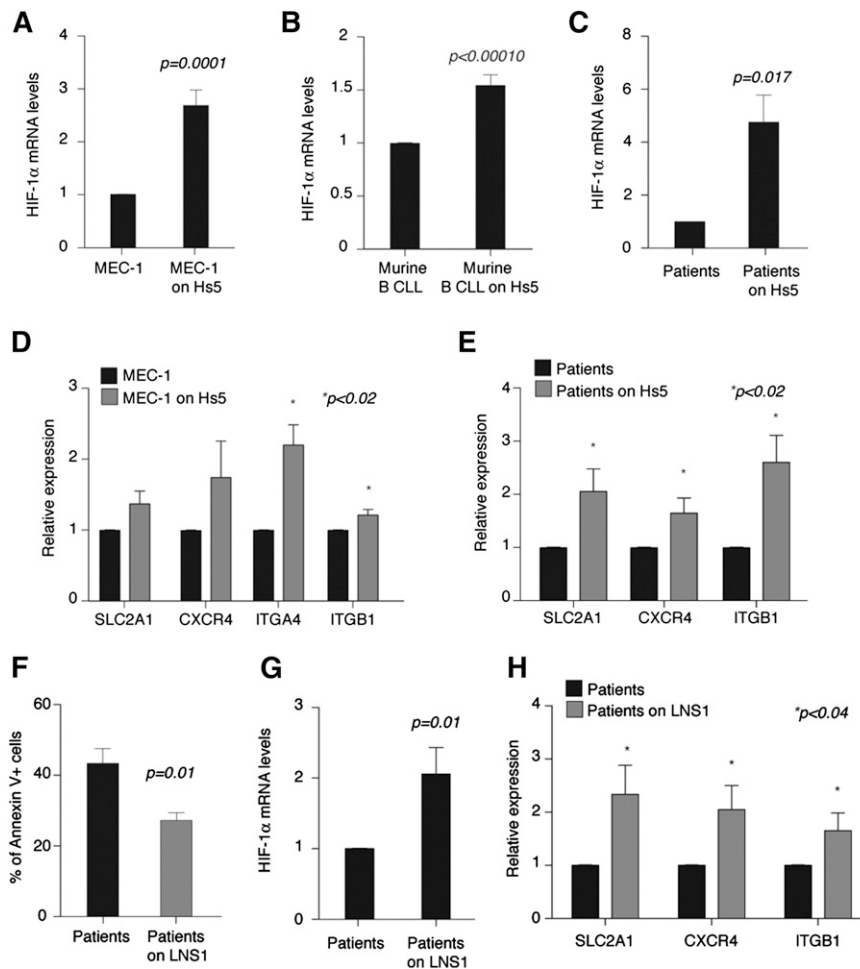 A
HIF-1α mRNA levels
4
3
2
1
0
p=0.0001
MEC-1
MEC-1
on Hs5
B
HIF-1α mRNA levels
2
1.5
1
0.5
0
p<0.00010
Murine
B CLL
Murine
B CLL on Hs5
C
HIF-1α mRNA levels
8
6
4
2
0
p=0.017
Patients
Patients
on Hs5
D
MEC-1
MEC-1 on Hs5
*p<0.02
Relative expression
3
2
1
0
*
*
SLC2A1
CXCR4
ITGA4
ITGB1
E
Patients
Patients on Hs5
*p<0.02
Relative expression
4
3
2
1
0
*
*
*
SLC2A1
CXCR4
ITGB1
F
% of Annexin V+ cells
60
40
20
0
p=0.01
Patients
Patients
on LNS1
G
HIF-1α mRNA levels
3
2
1
0
p=0.01
Patients
Patients
on LNS1
H
Patients
Patients on LNS1
*p<0.04
Relative expression
4
3
2
1
0
*
*
*
SLC2A1
CXCR4
ITGB1